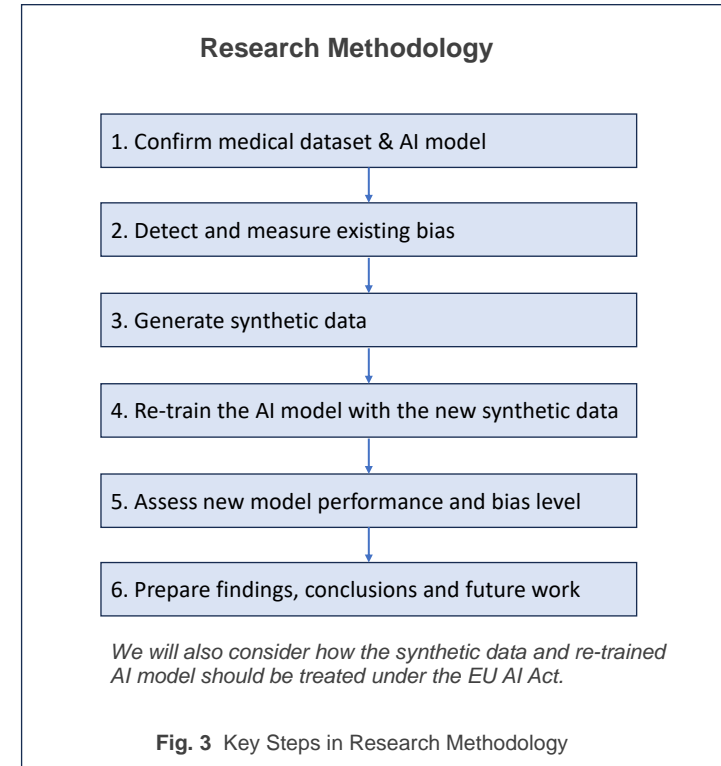 Research Methodology
1. Confirm medical dataset & AI model
2. Detect and measure existing bias
3. Generate synthetic data
4. Re-train the AI model with the new synthetic data
5. Assess new model performance and bias level
6. Prepare findings, conclusions and future work
We will also consider how the synthetic data and re-trained
AI model should be treated under the EU AI Act.
Fig. 3 Key Steps in Research Methodology